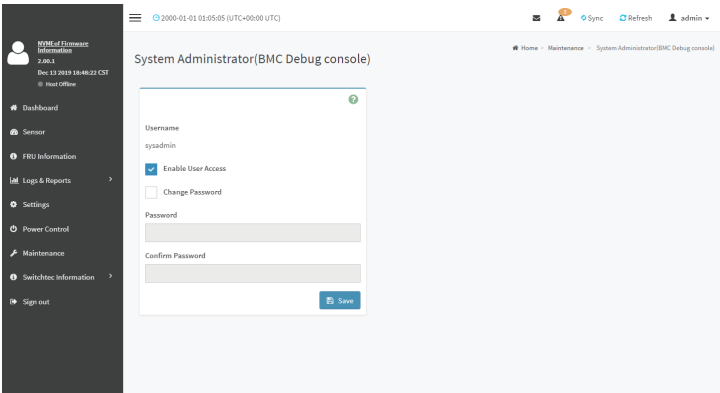 2000-01-01 01:05:05 (UTC+00:00 UTC)
Sync
Refresh
admin
NVMEof Firmware
Information
2.00.1
Dec 13 2019 18:48:22 CST
Host Offline
Dashboard
Sensor
FRU Information
Logs & Reports
Settings
Power Control
Maintenance
Switchtec Information
Sign out
Home
Maintenance
System Administrator(BMC Debug console)
System Administrator(BMC Debug console)
Username
sysadmin
Enable User Access
Change Password
Password
Confirm Password
Save